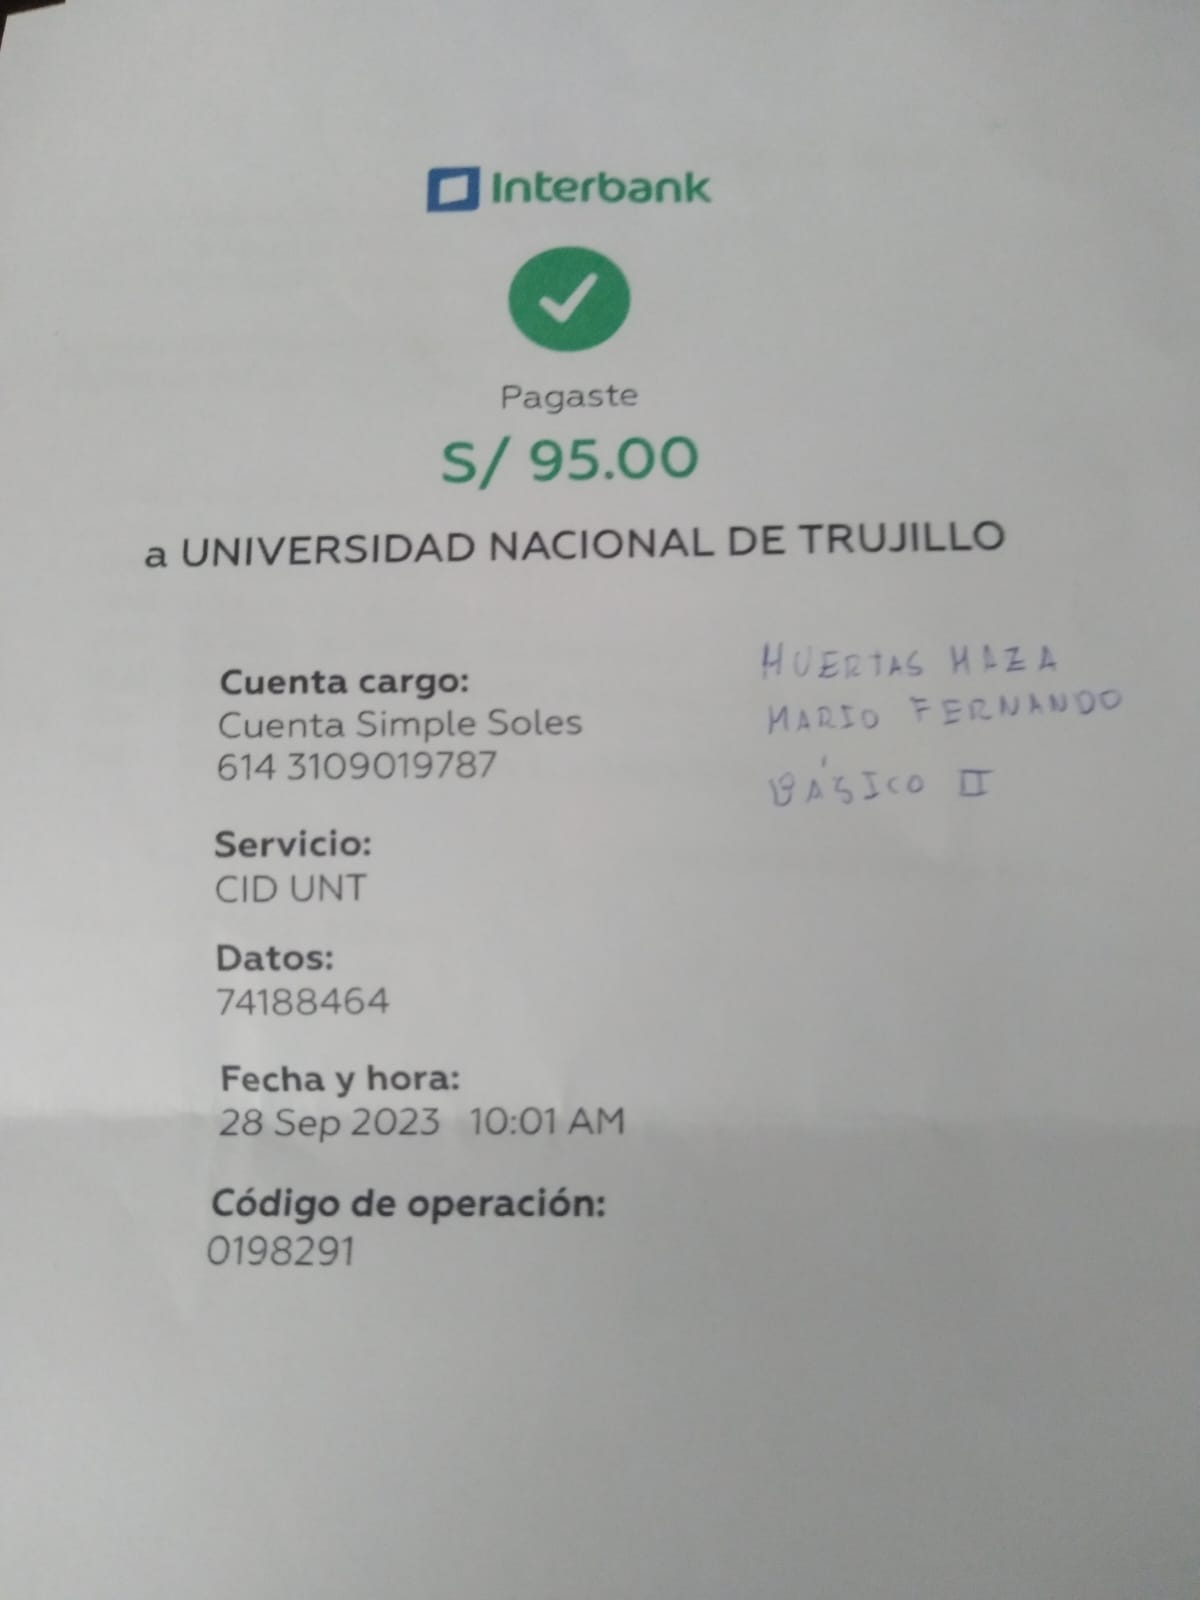 Interbank
Pagaste
S/ 95.00
a UNIVERSIDAD NACIONAL DE TRUJILLO
Cuenta cargo:
Cuenta Simple Soles
614 3109019787
HUERTAS MAZA
MARIO FERNANDO
BÁSICO II
Servicio:
CID UNT
Datos:
74188464
Fecha y hora:
28 Sep 2023 10:01 AM
Código de operación:
0198291